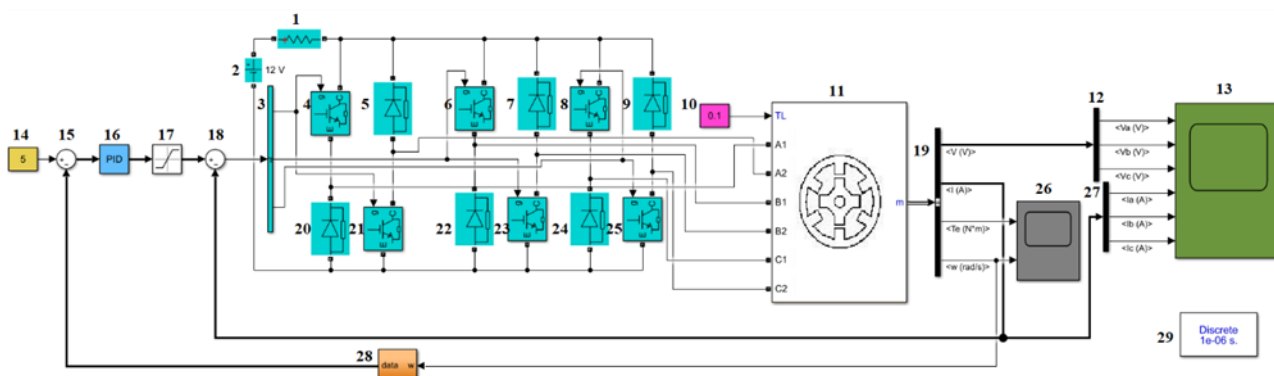 1
2
12 V
3
4
g
C
E
5
6
g
C
E
7
8
g
C
E
9
10
0.1
11
TL
A1
A2
B1
B2
C1
C2
m
12
<Va (V)>
<Vb (V)>
<Vc (V)>
13
14
5
15
16
PID
17
18
19
<V (V)>
<I (A)>
<Te (N*m)>
<w (rad/s)>
20
21
g
C
E
22
23
g
C
E
24
25
g
C
E
26
27
<Ia (A)>
<Ib (A)>
<Ic (A)>
28
data
w
29
Discrete
1e-06 s.